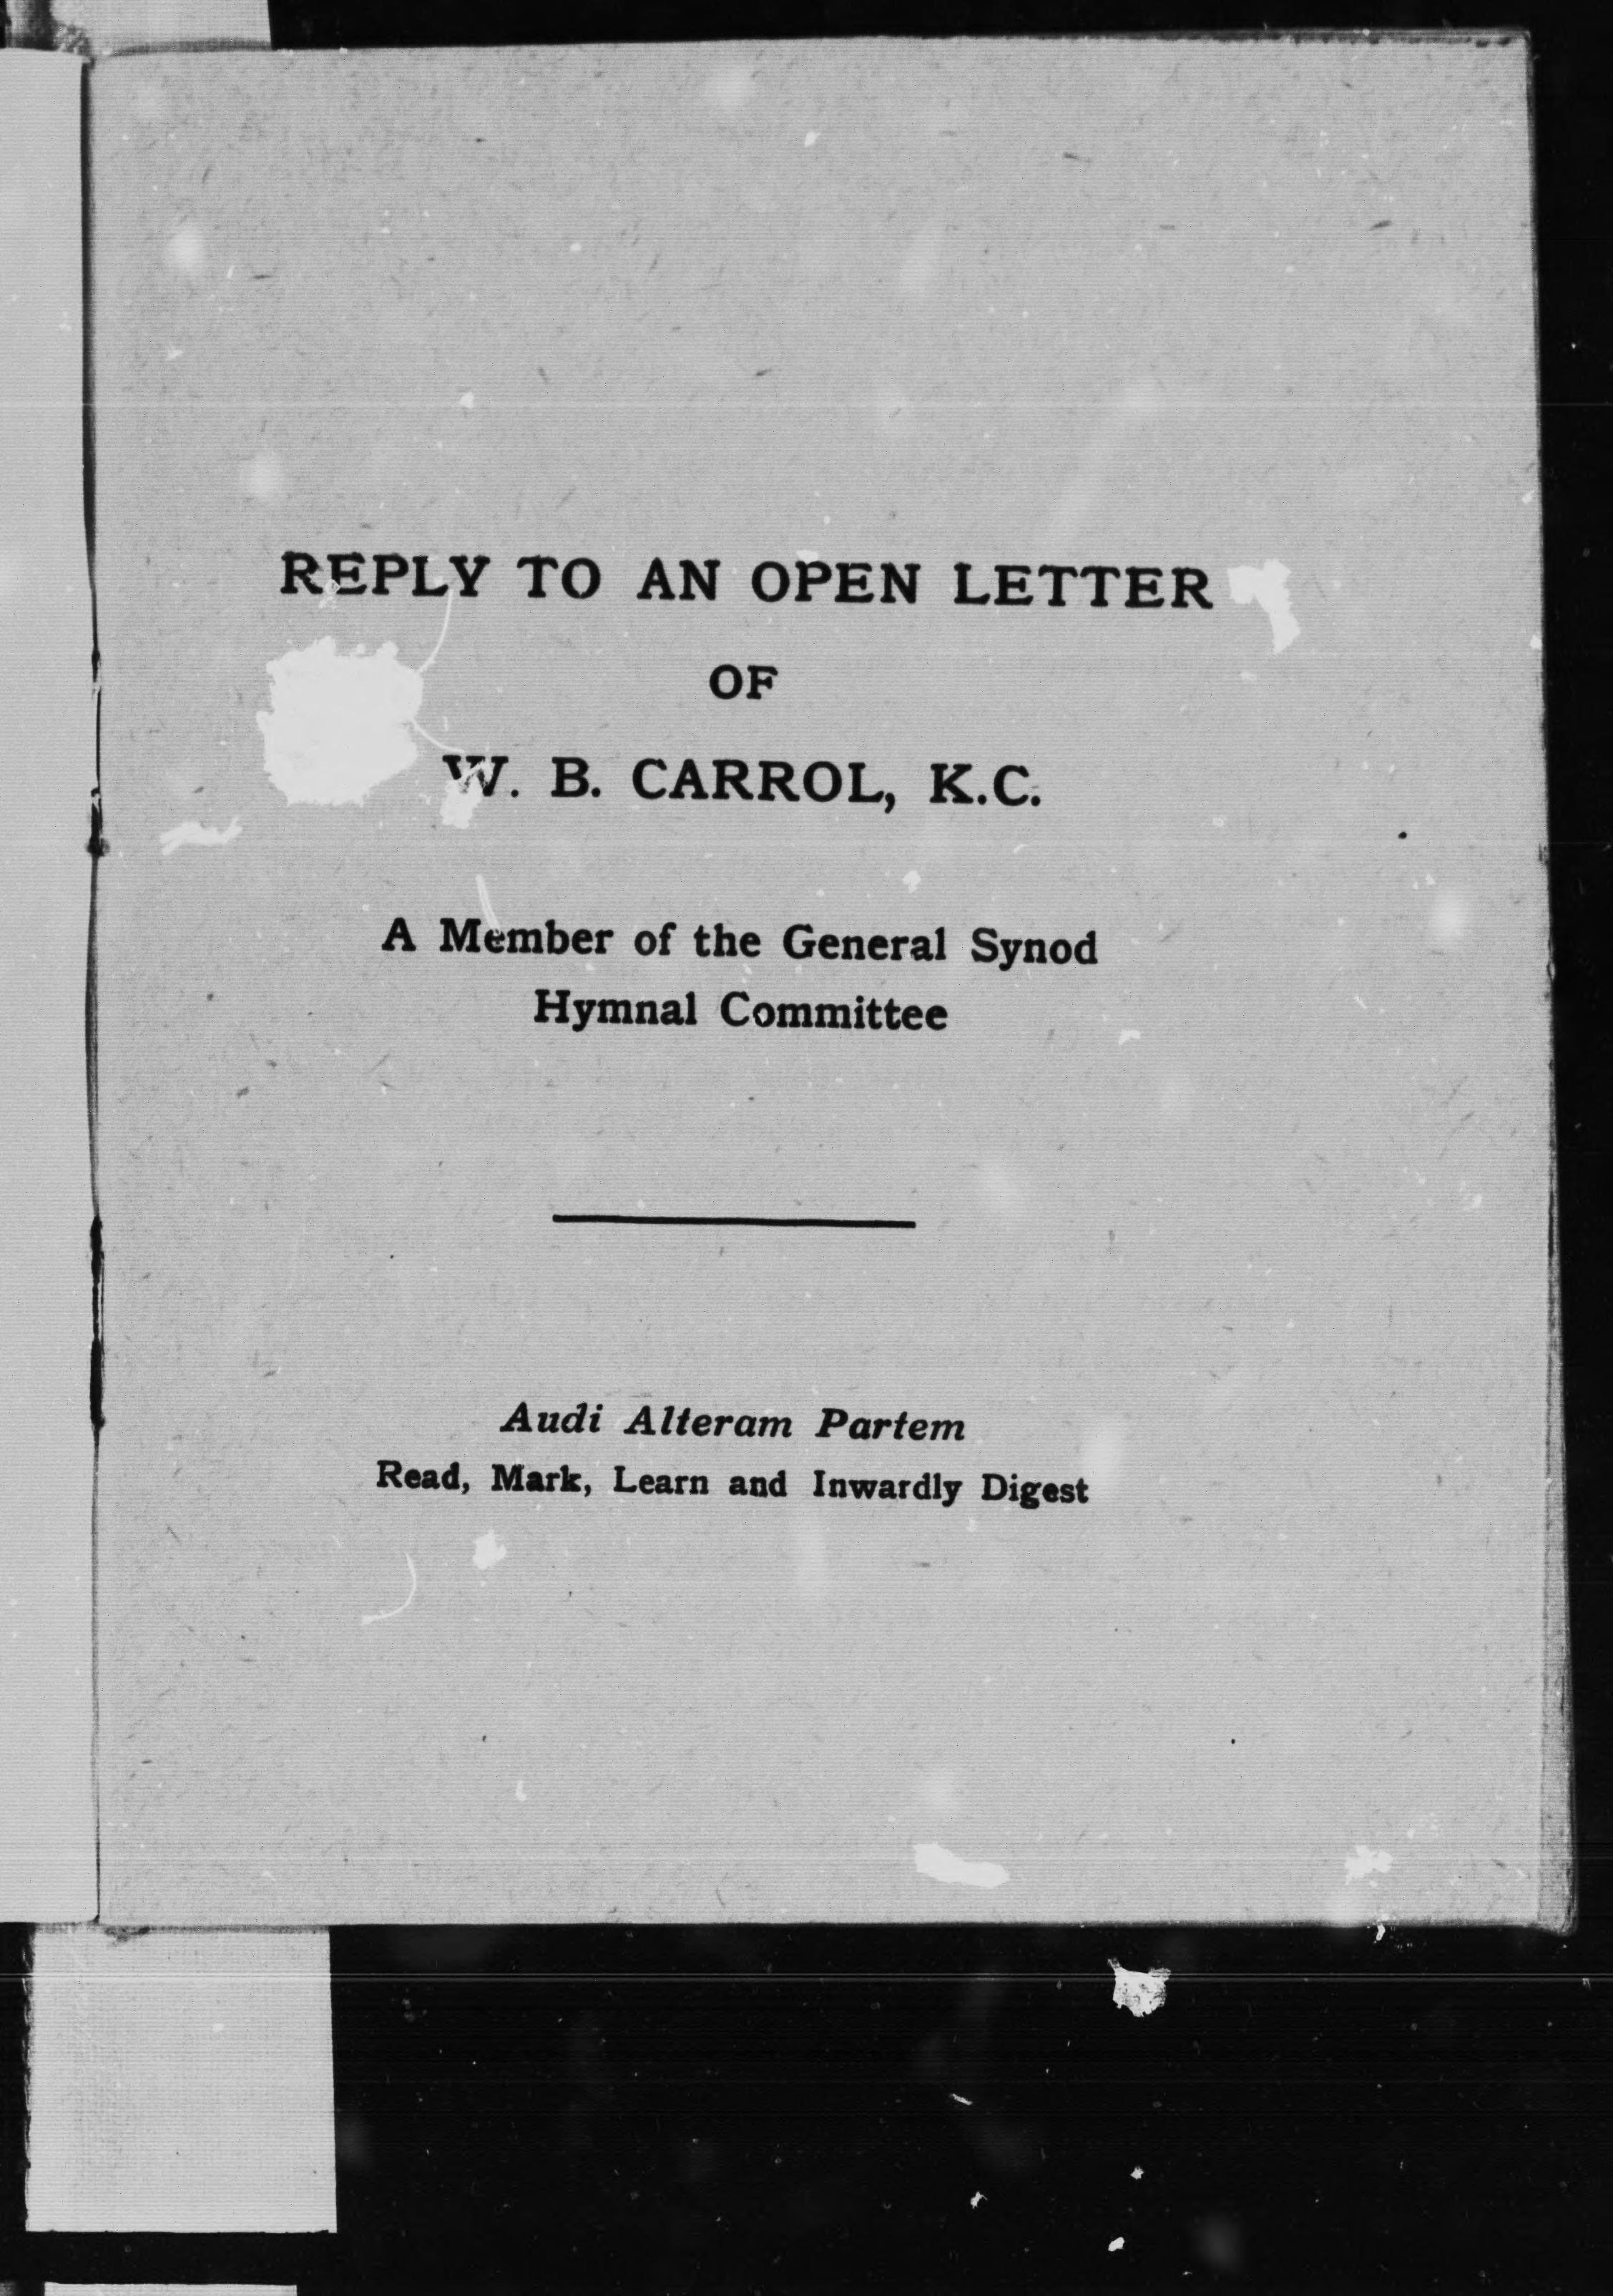 REPLY TO AN OPEN LETTER
OF
W. B. CARROL, K.C.
A Member of the General Synod
Hymnal Committee
Audi Alteram Partem
Read, Mark, Learn and Inwardly Digest